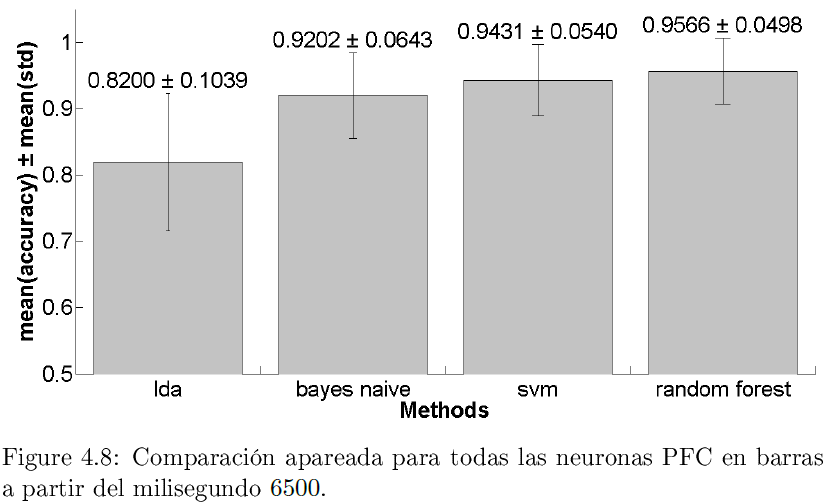 mean(accuracy) ± mean(std)
1
0.9
0.8
0.7
0.6
0.5
0.8200 ± 0.1039
0.9202 ± 0.0643
0.9431 ± 0.0540
0.9566 ± 0.0498
lda bayes naive svm random forest
Methods
Figure 4.8: Comparación apareada para todas las neuronas PFC en barras
a partir del milisegundo 6500.